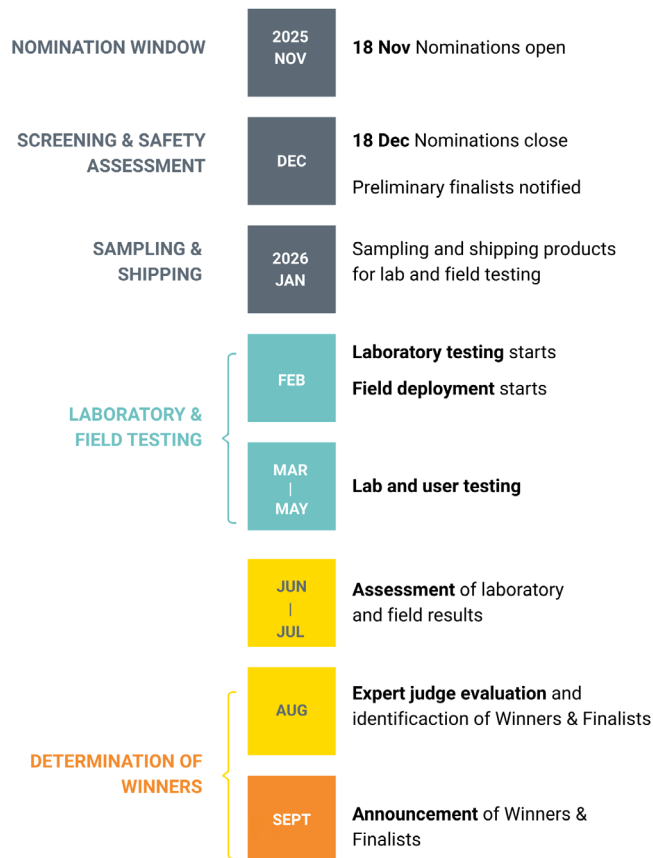 NOMINATION WINDOW
2025
NOV
18 Nov Nominations open
SCREENING & SAFETY
ASSESSMENT
DEC
18 Dec Nominations close
Preliminary finalists notified
SAMPLING &
SHIPPING
2026
JAN
Sampling and shipping products
for lab and field testing
LABORATORY &
FIELD TESTING
FEB
Laboratory testing starts
Field deployment starts
MAR
|
MAY
Lab and user testing
JUN
|
JUL
Assessment of laboratory
and field results
DETERMINATION OF
WINNERS
AUG
Expert judge evaluation and
identificaction of Winners & Finalists
SEPT
Announcement of Winners &
Finalists